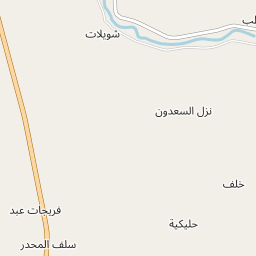 شويلات
نزل السعدون
خلف
فريجات عبد
حليكية
سلف المحدر